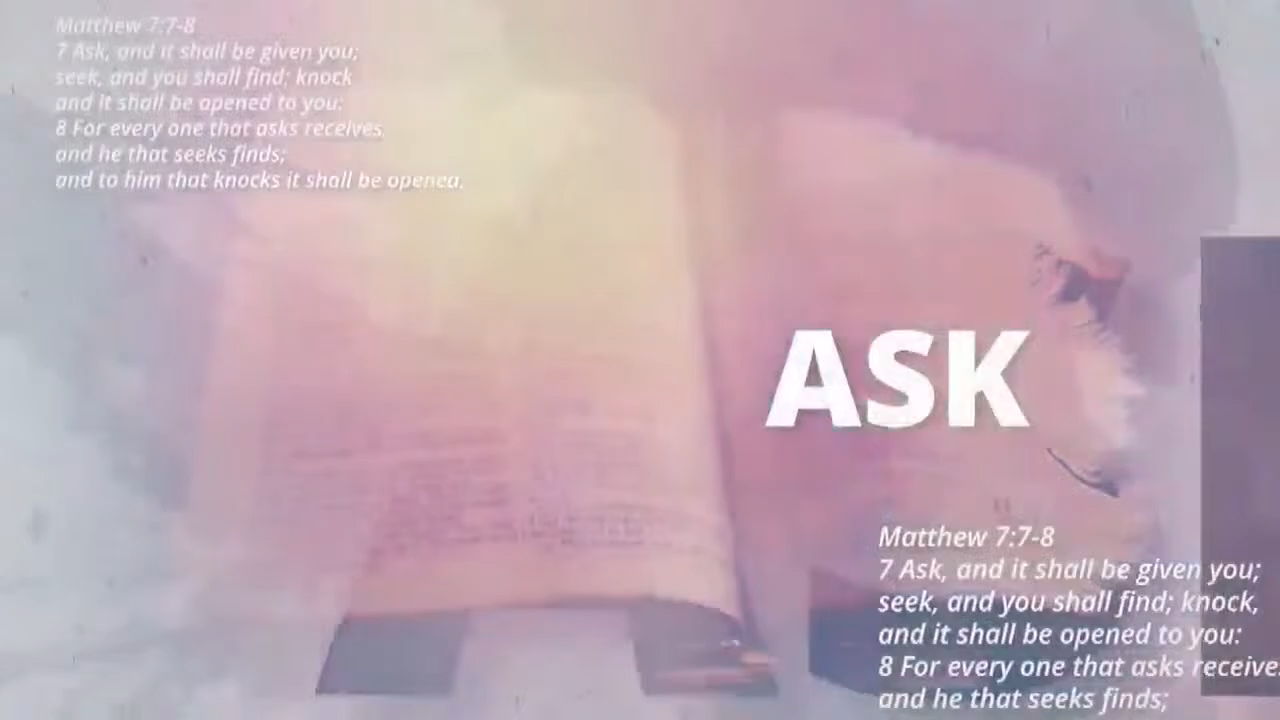 Matthew 7:7-8
7 Ask, and it shall be given you;
seek, and you shall find; knock
and it shall be opened to you:
8 For every one that asks receives,
and he that seeks finds;
and to him that knocks it shall be opened.
ASK
Matthew 7:7-8
7 Ask, and it shall be given you;
seek, and you shall find; knock,
and it shall be opened to you:
8 For every one that asks receive
and he that seeks finds;